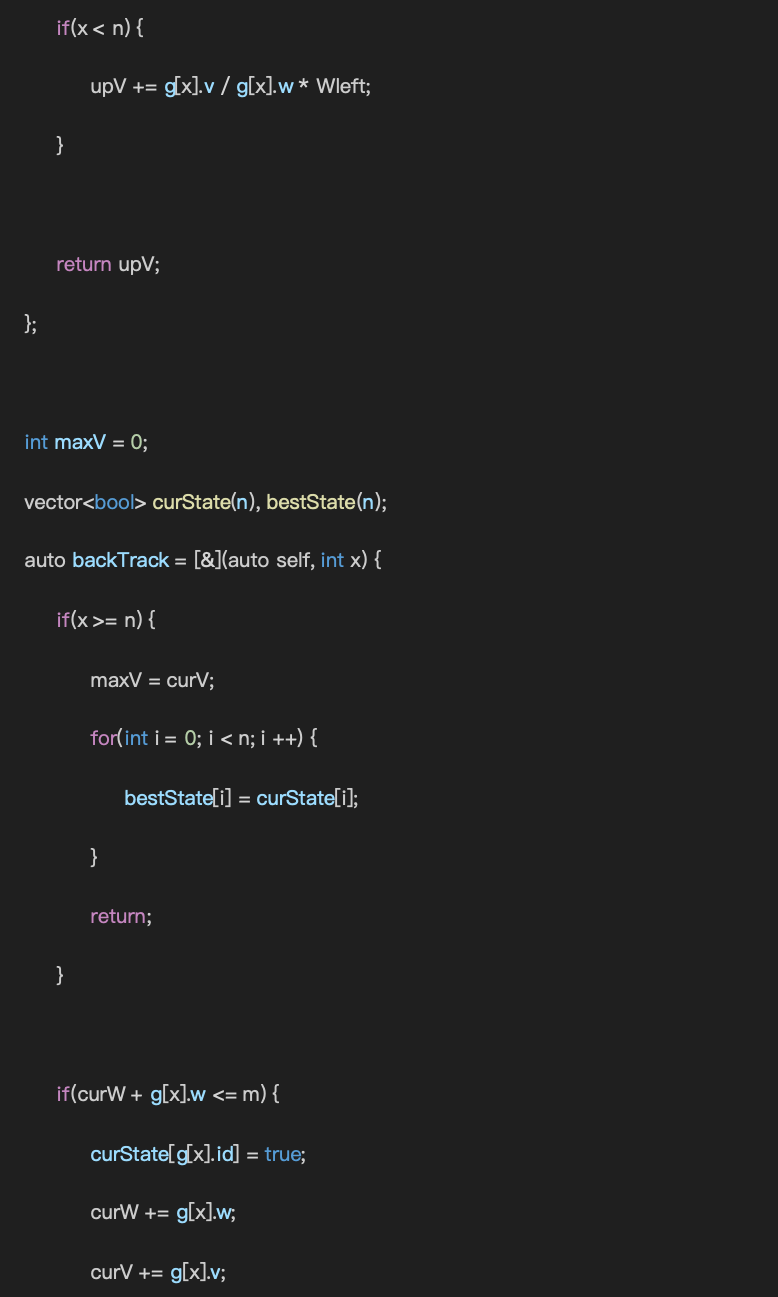 if(x < n) {
upV += g[x].v / g[x].w * Wleft;
}
return upV;
};
int maxV = 0;
vector<bool> curState(n), bestState(n);
auto backTrack = [&](auto self, int x) {
if(x >= n) {
maxV = curV;
for(int i = 0; i < n; i ++) {
bestState[i] = curState[i];
}
return;
}
if(curW + g[x].w <= m) {
curState[g[x].id] = true;
curW += g[x].w;
curV += g[x].v;